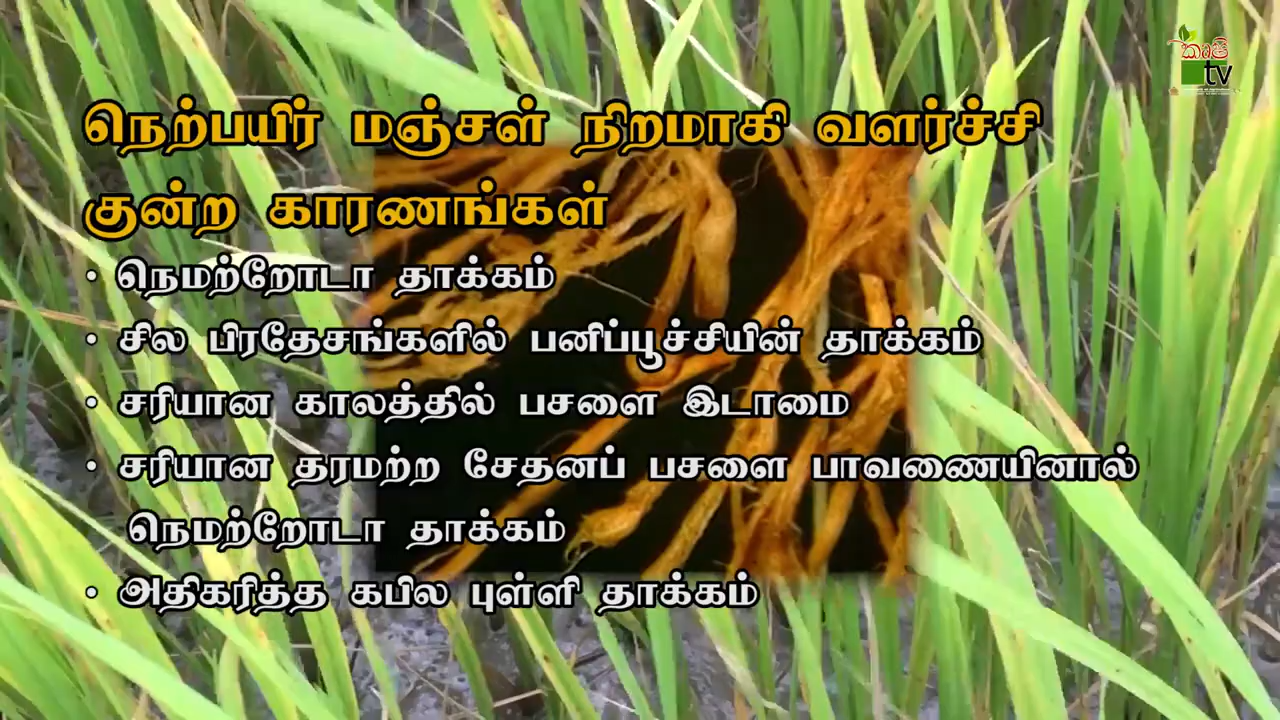 கෘෂි
tv
நெற்பயிர் மஞ்சள் நிறமாகி வளர்ச்சி
குன்ற காரணங்கள்
• நெமற்றோடா தாக்கம்
• சில பிரதேசங்களில் பனிப்பூச்சியின் தாக்கம்
• சரியான காலத்தில் பசளை இடாமை
• சரியான தரமற்ற சேதனப் பசளை பாவணையினால்
நெமற்றோடா தாக்கம்
• அதிகரித்த கபில புள்ளி தாக்கம்